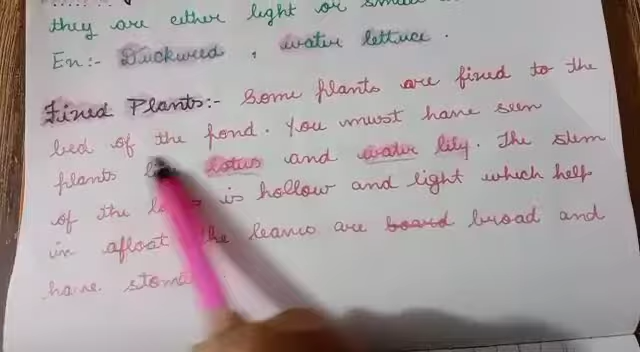 they are either light or
En:- Duckweed , water lettuce .
Fixed Plants:- Some plants are fixed to the
bed of the pond. You must have seen
plants lotus and water lily. The stem
of the is hollow and light which help
in afloat the leaves are board broad and
have